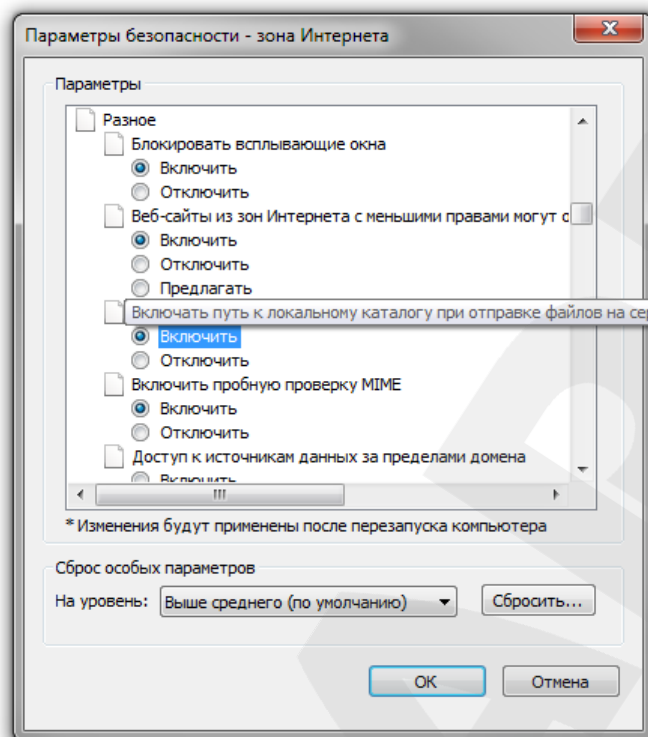 Параметры безопасности - зона Интернета
Параметры
Разное
Блокировать всплывающие окна
Включить
Отключить
Веб-сайты из зон Интернета с меньшими правами могут
Включить
Отключить
Предлагать
Включать путь к локальному каталогу при отправке файлов на
Включить
Отключить
Включить пробную проверку MIME
Включить
Отключить
Доступ к источникам данных за пределами домена
Включить
* Изменения будут применены после перезапуска компьютера
Сброс особых параметров
На уровень: Выше среднего (по умолчанию) Сбросить...
ОК Отмена